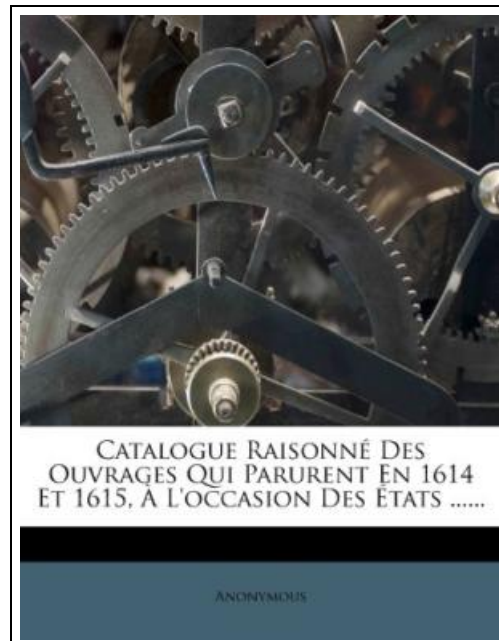 CATALOGUE RAISONNÉ DES
OUVRAGES QUI PARURENT EN 1614
ET 1615, À L'OCCASION DES ÉTATS ......
ANONYMOUS